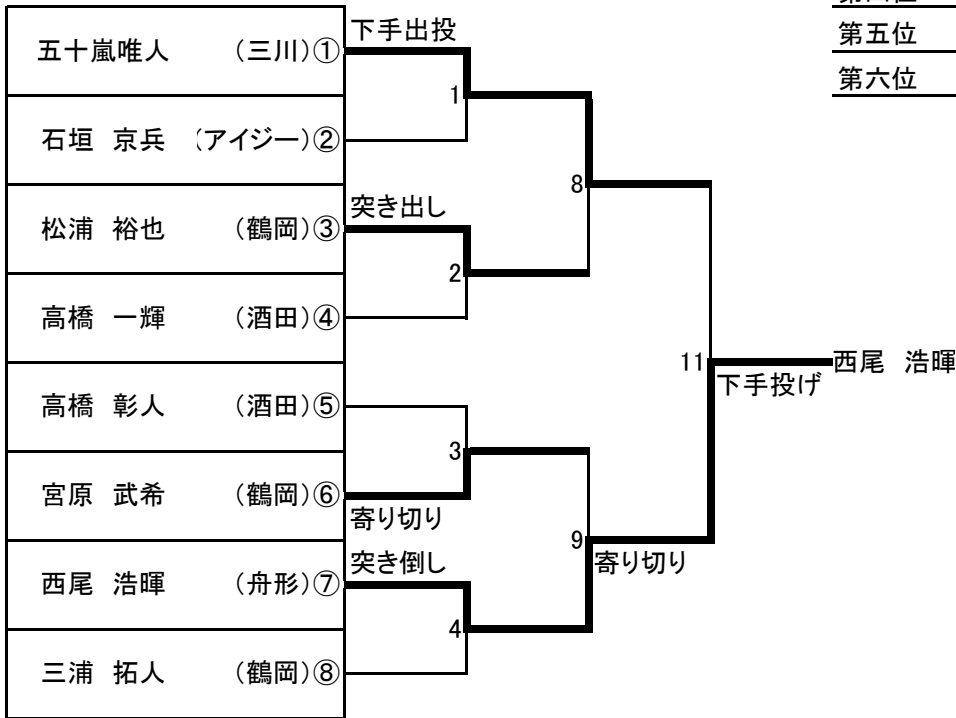 第五位
第六位
五十嵐唯人 (三川)①
下手出投
1
石垣 京兵 (アイジー)②
8
松浦 裕也 (鶴岡)③
突き出し
2
高橋 一輝 (酒田)④
11
西尾 浩暉
下手投げ
高橋 彰人 (酒田)⑤
3
宮原 武希 (鶴岡)⑥
寄り切り
9
寄り切り
西尾 浩暉 (舟形)⑦
突き倒し
4
三浦 拓人 (鶴岡)⑧